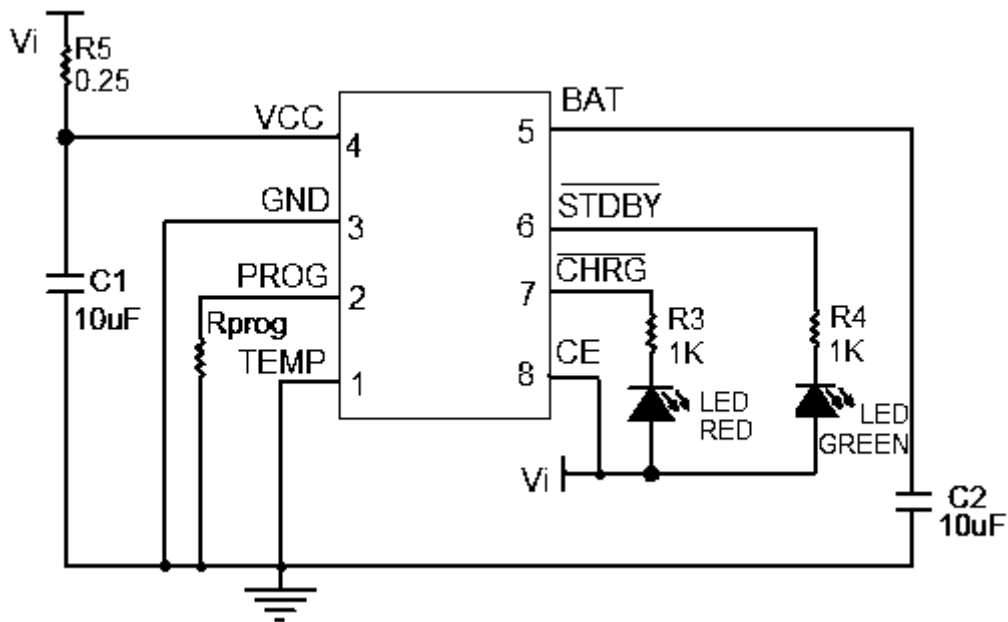 Vi
R5
0.25
VCC
4
GND
3
PROG
2
Rprog
TEMP
1
C1
10uF
BAT
5
STDBY
6
CHRG
7
CE
8
R3
1K
R4
1K
LED
RED
LED
GREEN
Vi
C2
10uF